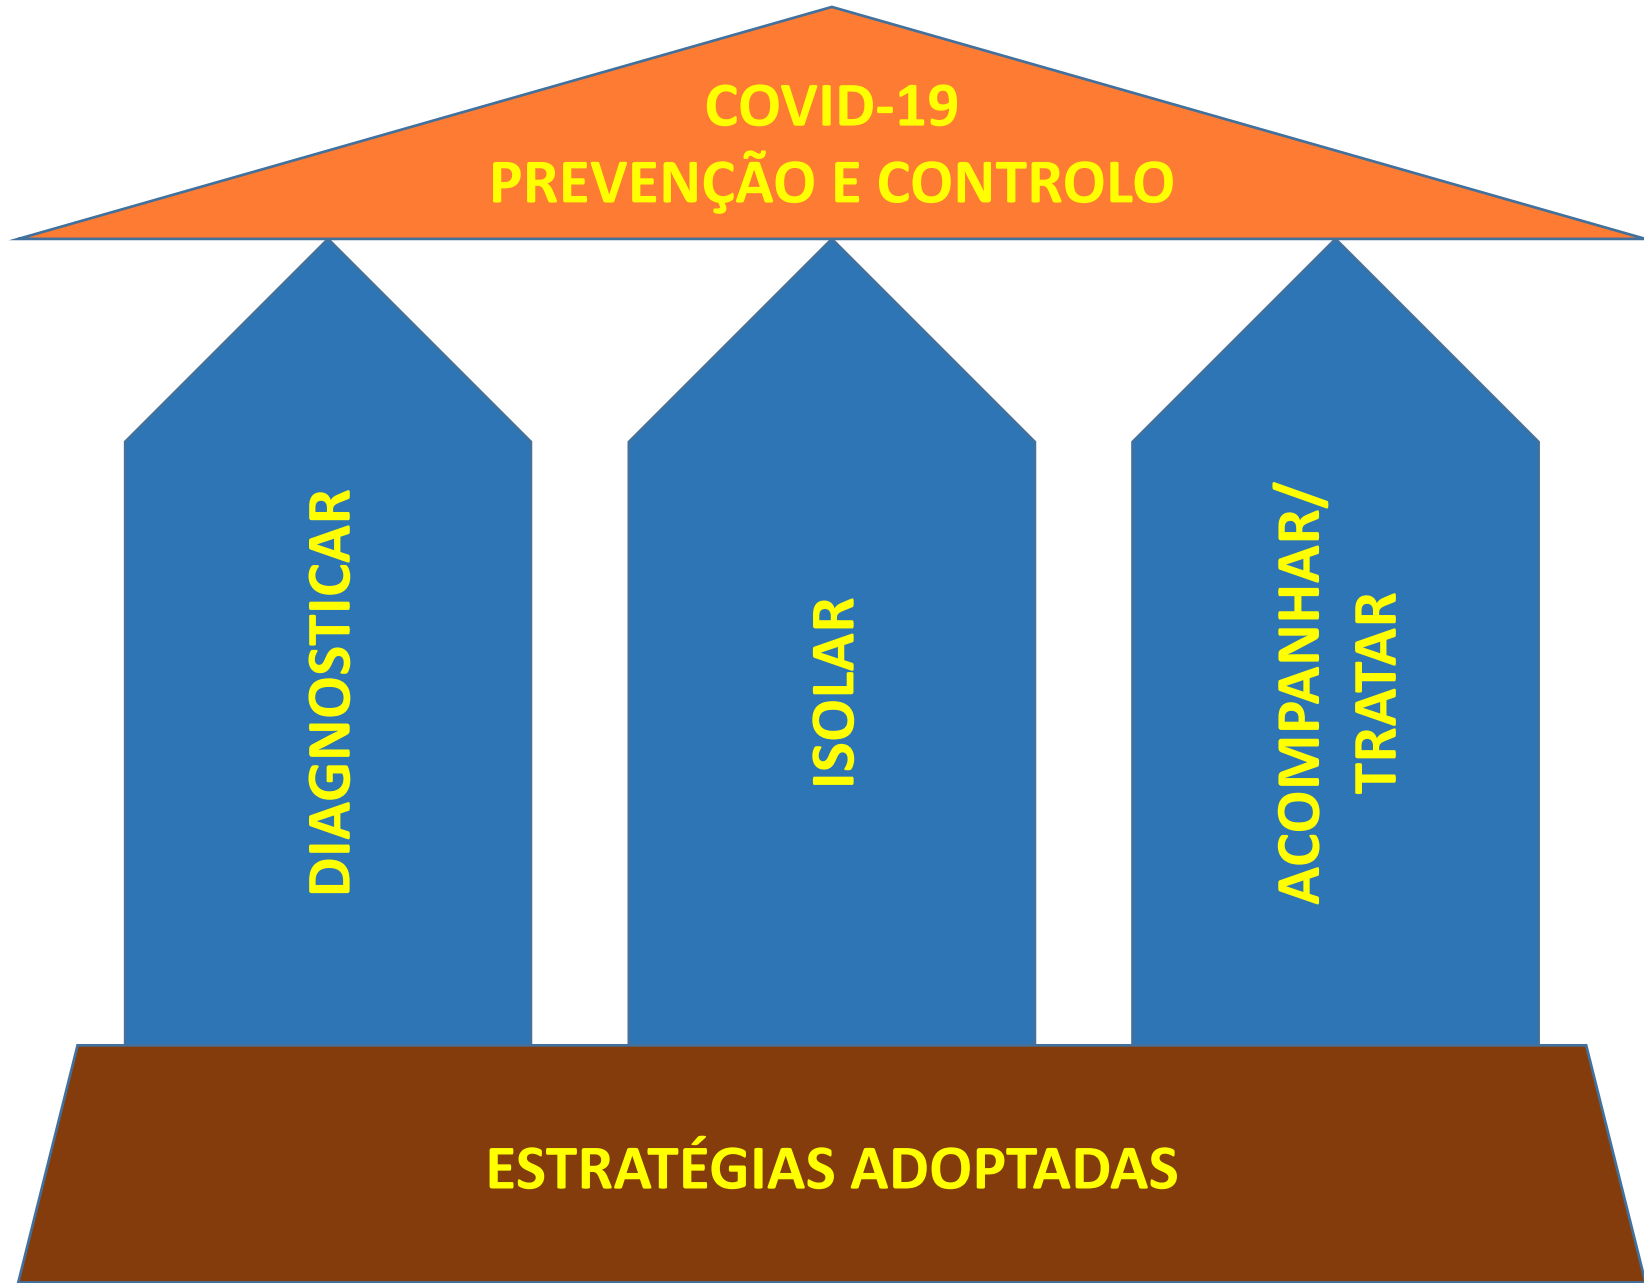 COVID-19
PREVENÇÃO E CONTROLO
DIAGNOSTICAR
ISOLAR
ACOMPANHAR/
TRATAR
ESTRATÉGIAS ADOPTADAS